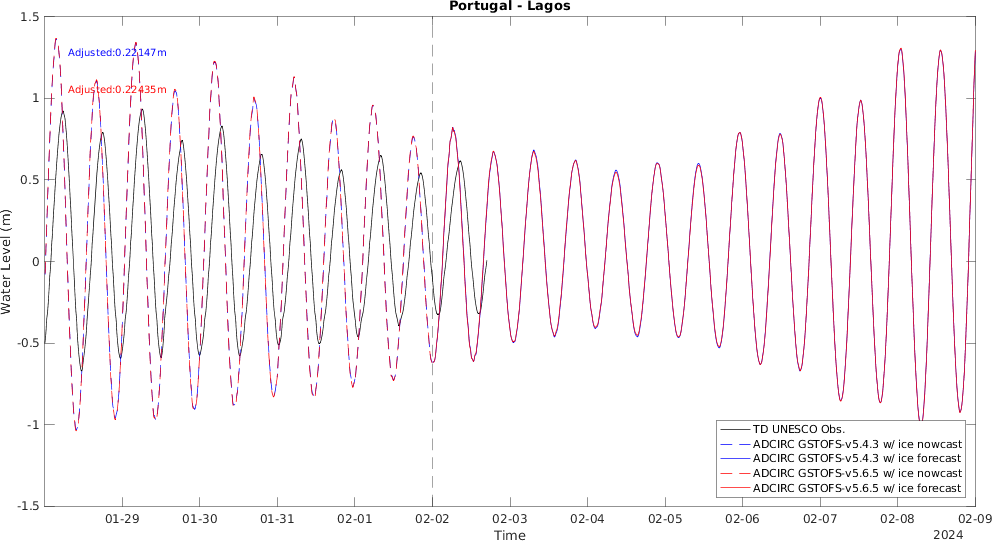 Portugal - Lagos
Adjusted:0.22147m
Adjusted:0.22435m
Water Level (m)
1.5
1
0.5
0
-0.5
-1
-1.5
TD UNESCO Obs.
ADCIRC GSTOFS-v5.4.3 w/ ice nowcast
ADCIRC GSTOFS-v5.4.3 w/ ice forecast
ADCIRC GSTOFS-v5.6.5 w/ ice nowcast
ADCIRC GSTOFS-v5.6.5 w/ ice forecast
01-29 01-30 01-31 02-01 02-02 02-03 02-04 02-05 02-06 02-07 02-08 02-09
Time
2024